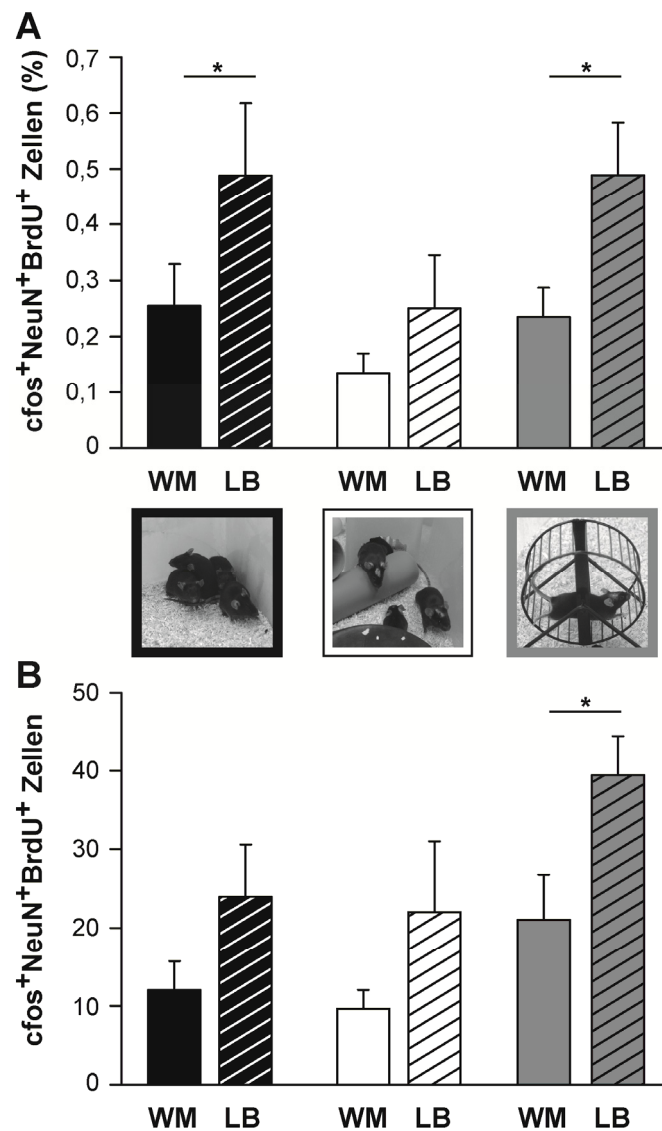 A
cfos+NeuN+BrdU+ Zellen (%)
0,7
0,6
0,5
0,4
0,3
0,2
0,1
0
*
*
WM LB WM LB WM LB
B
cfos+NeuN+BrdU+ Zellen
50
40
30
20
10
0
*
WM LB WM LB WM LB